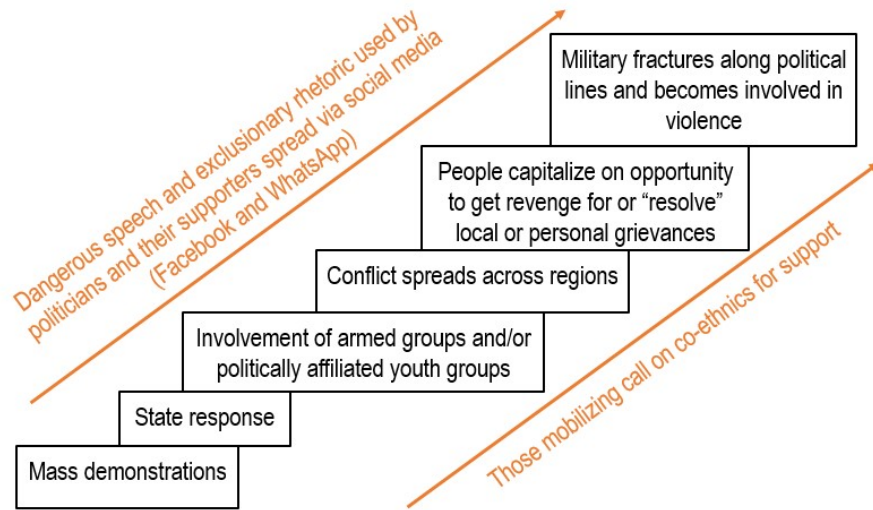 Dangerous speech and exclusionary rhetoric used by
politicians and their supporters spread via social media
(Facebook and WhatsApp)
Military fractures along political
lines and becomes involved in
violence
People capitalize on opportunity
to get revenge for or “resolve”
local or personal grievances
Conflict spreads across regions
Involvement of armed groups and/or
politically affiliated youth groups
State response
Mass demonstrations
Those mobilizing call on co-ethnics for support